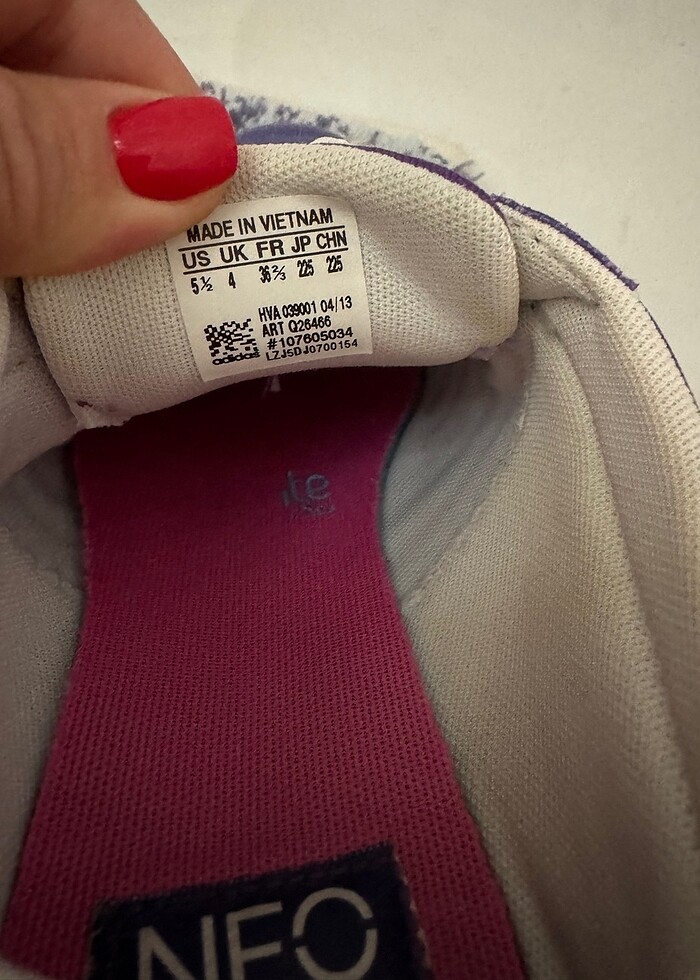 MADE IN VIETNAM
US UK FR JP CHN
5½ 4 36⅔ 225 225
HVA 039001 04/13
ART Q26466
#107605034
adidas LZJ5DJ0700154
NEO